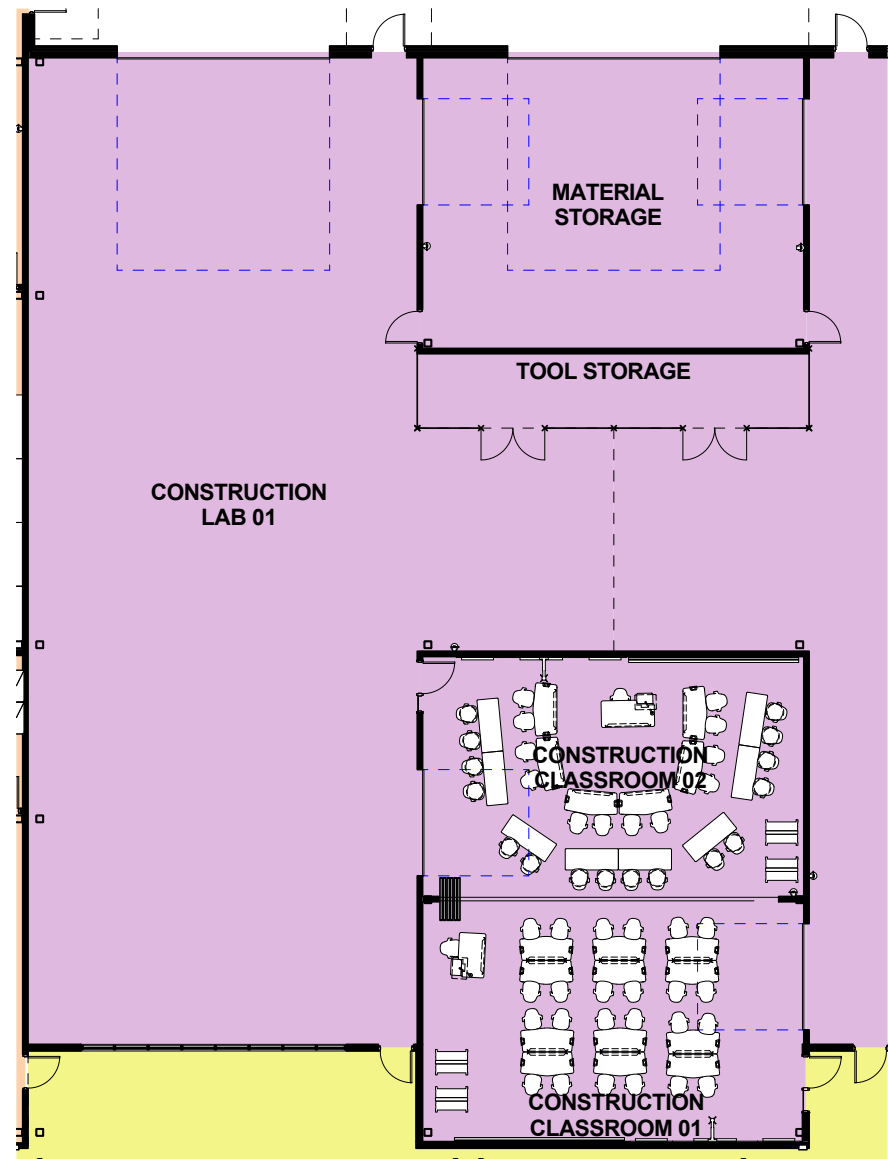 MATERIAL
STORAGE
TOOL STORAGE
CONSTRUCTION
LAB 01
CONSTRUCTION
CLASSROOM 02
CONSTRUCTION
CLASSROOM 01